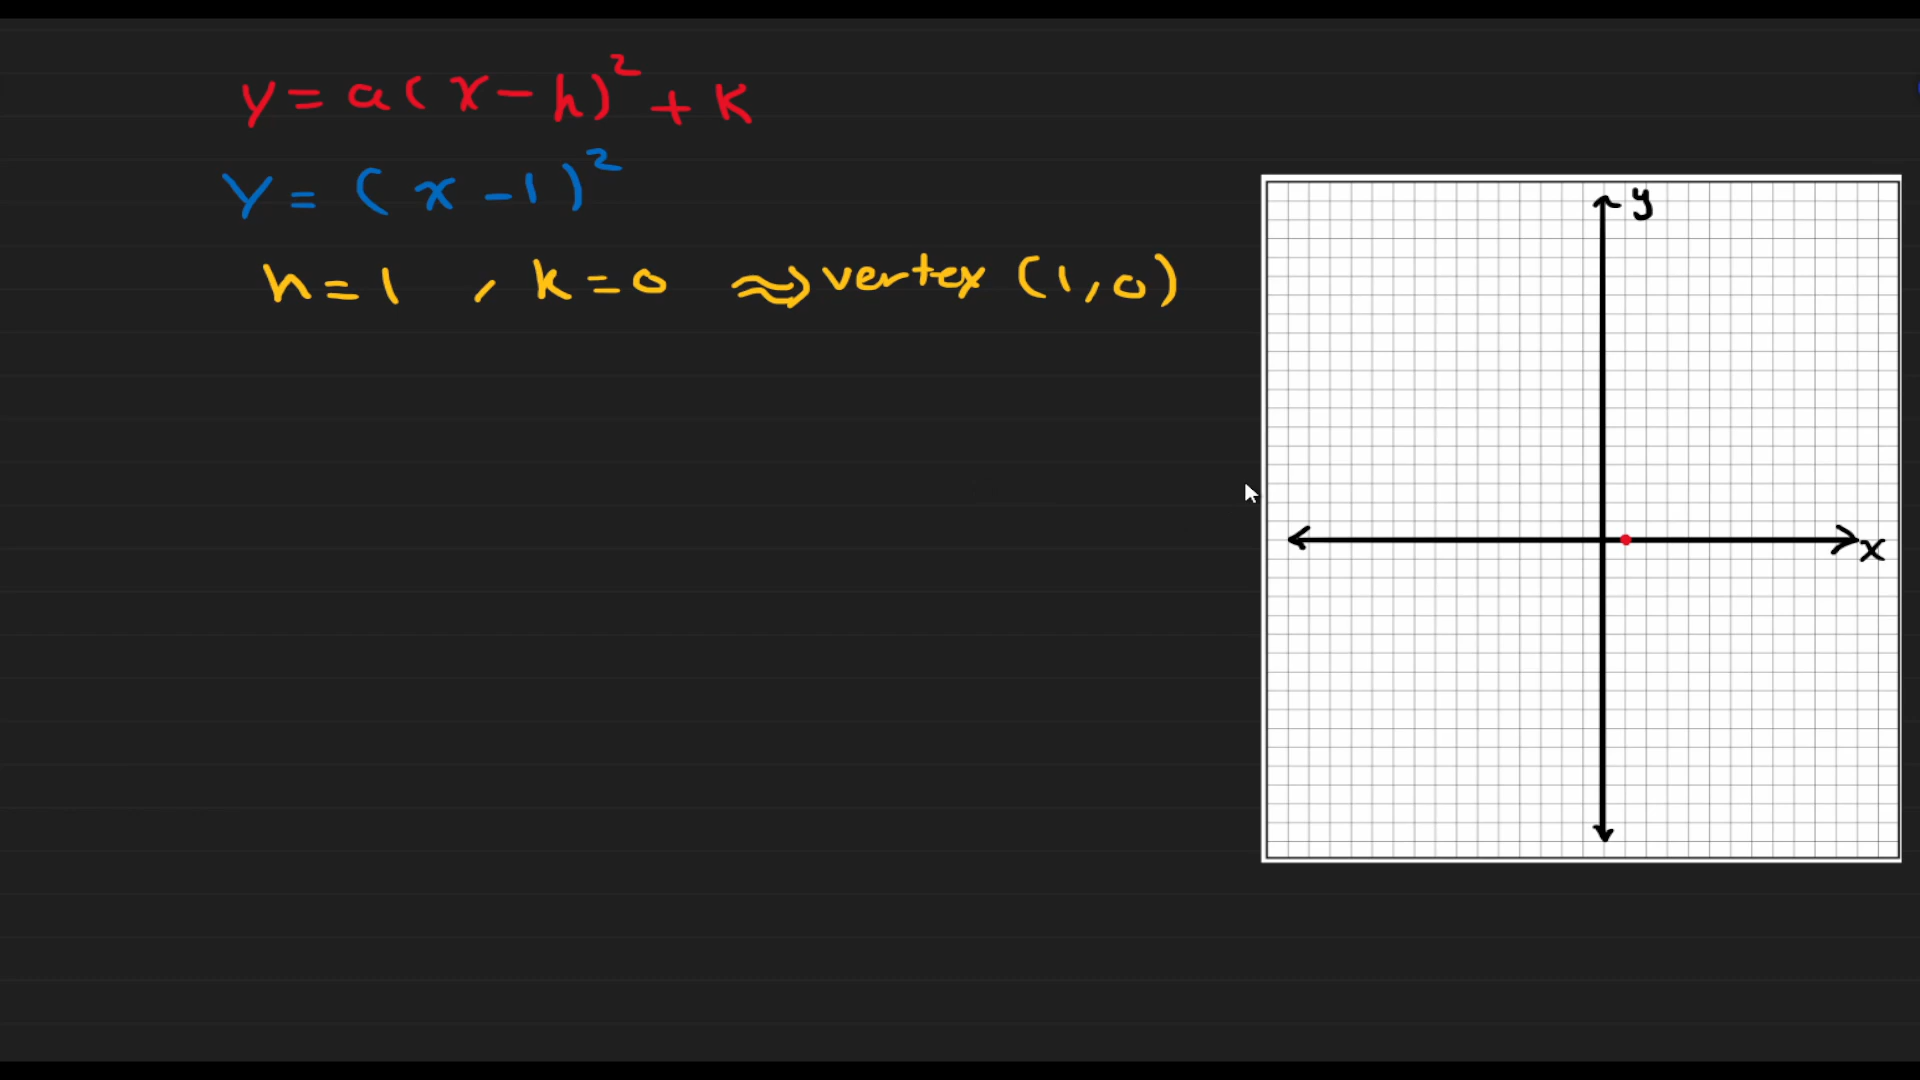 y = a(x - h)² + k
Y = (x - 1)²
h = 1 , k = 0 ⇒ vertex (1, 0)
y
x